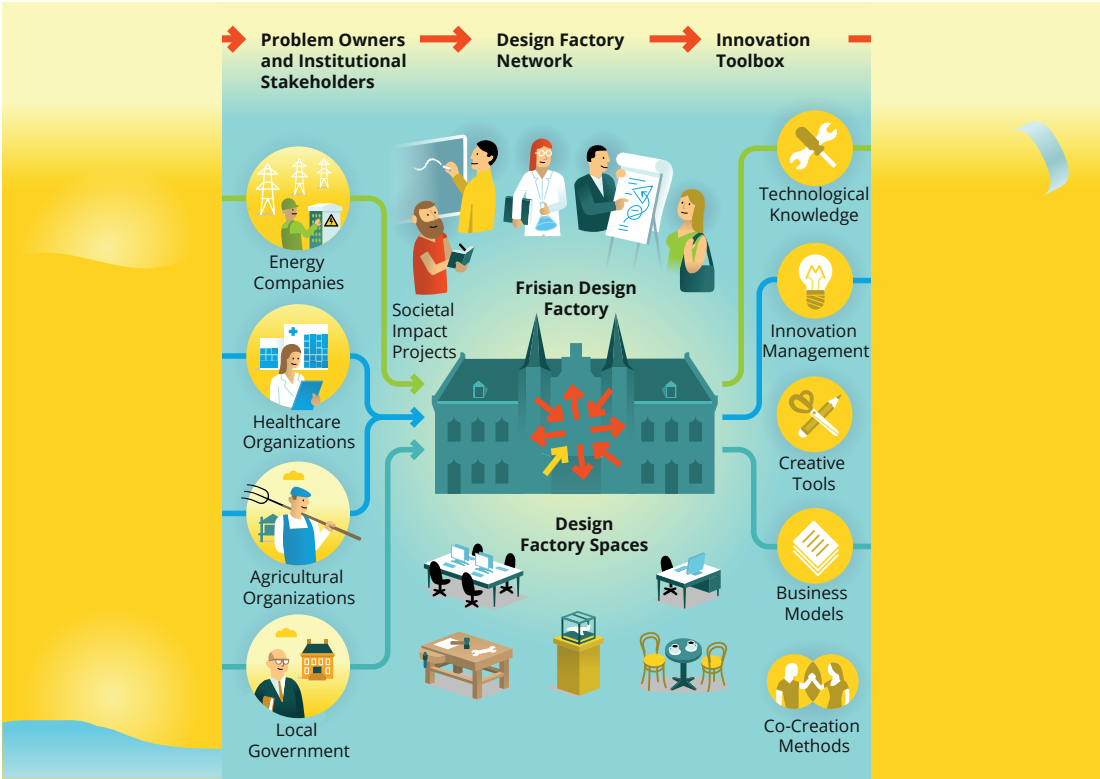 Problem Owners
and Institutional
Stakeholders
Design Factory
Network
Innovation
Toolbox
Energy
Companies
Healthcare
Organizations
Agricultural
Organizations
Local
Government
Societal
Impact
Projects
Frisian Design
Factory
Design
Factory Spaces
Technological
Knowledge
Innovation
Management
Creative
Tools
Business
Models
Co-Creation
Methods